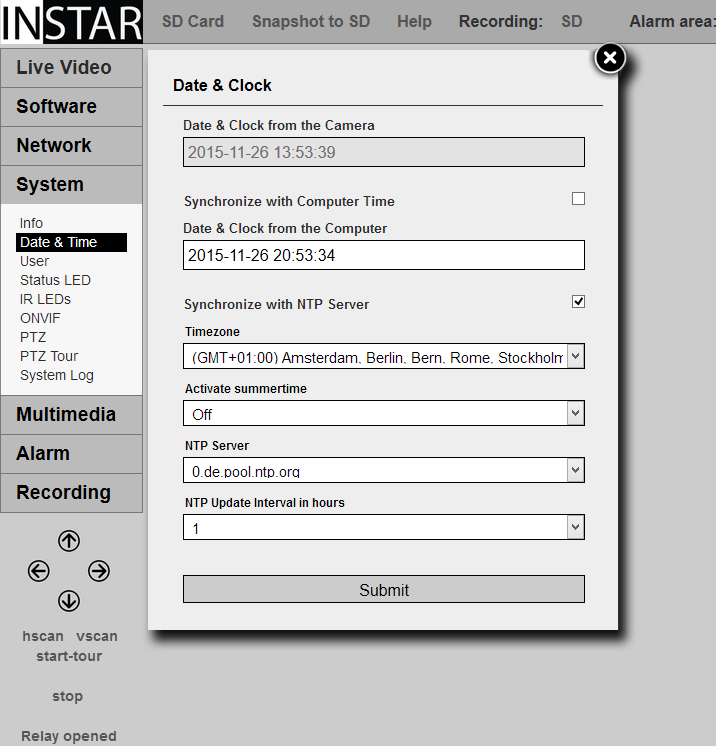 INSTAR
SD Card Snapshot to SD Help Recording: SD Alarm area:
Live Video
Software
Network
System
Info
Date & Time
User
Status LED
IR LEDs
ONVIF
PTZ
PTZ Tour
System Log
Multimedia
Alarm
Recording
hscan vscan
start-tour
stop
Relay opened
Date & Clock
Date & Clock from the Camera
2015-11-26 13:53:39
Synchronize with Computer Time
Date & Clock from the Computer
2015-11-26 20:53:34
Synchronize with NTP Server
Timezone
(GMT+01:00) Amsterdam, Berlin, Bern, Rome, Stockholm
Activate summertime
Off
NTP Server
0.de.pool.ntp.org
NTP Update Interval in hours
1
Submit